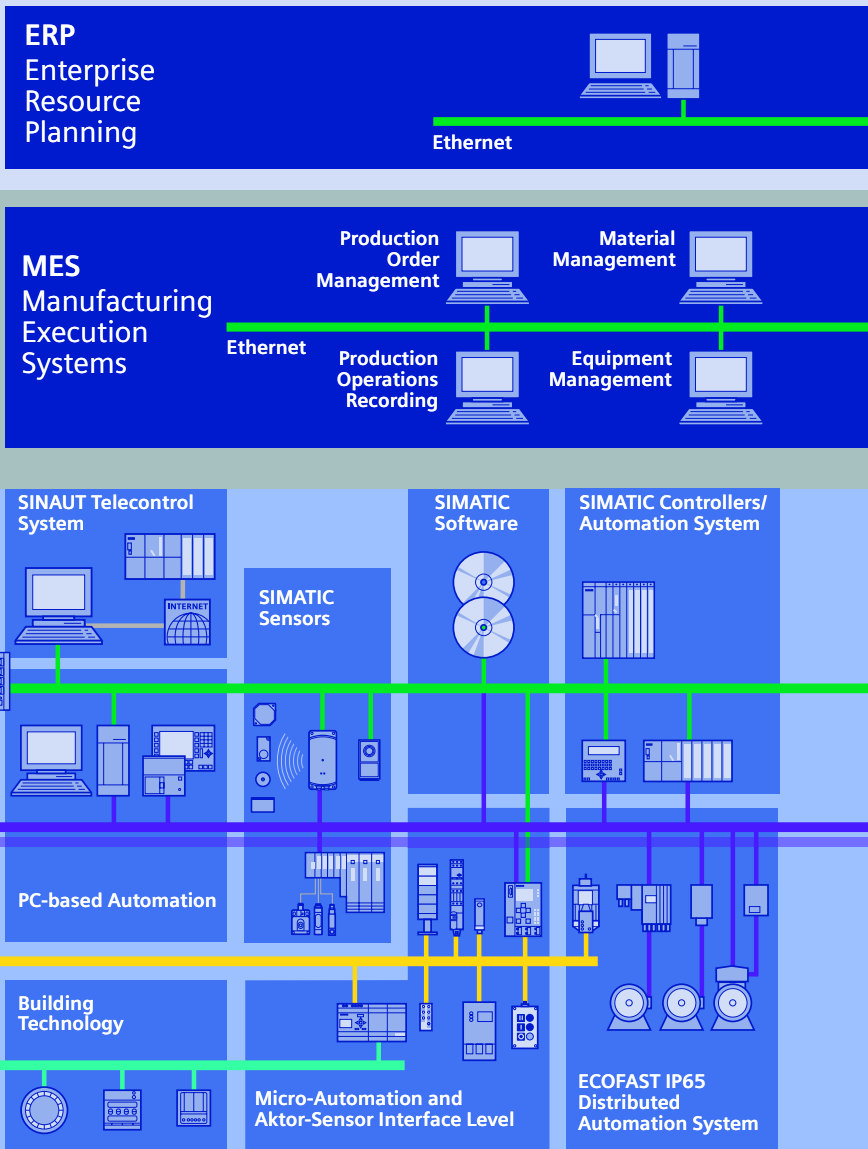 ERP
Enterprise
Resource
Planning
Ethernet
MES
Manufacturing
Execution
Systems
Production
Order
Management
Material
Management
Ethernet
Production
Operations
Recording
Equipment
Management
SINAUT Telecontrol
System
INTERNET
SIMATIC
Sensors
SIMATIC
Software
SIMATIC Controllers/
Automation System
PC-based Automation
Building
Technology
Micro-Automation and
Aktor-Sensor Interface Level
ECOFAST IP65
Distributed
Automation System